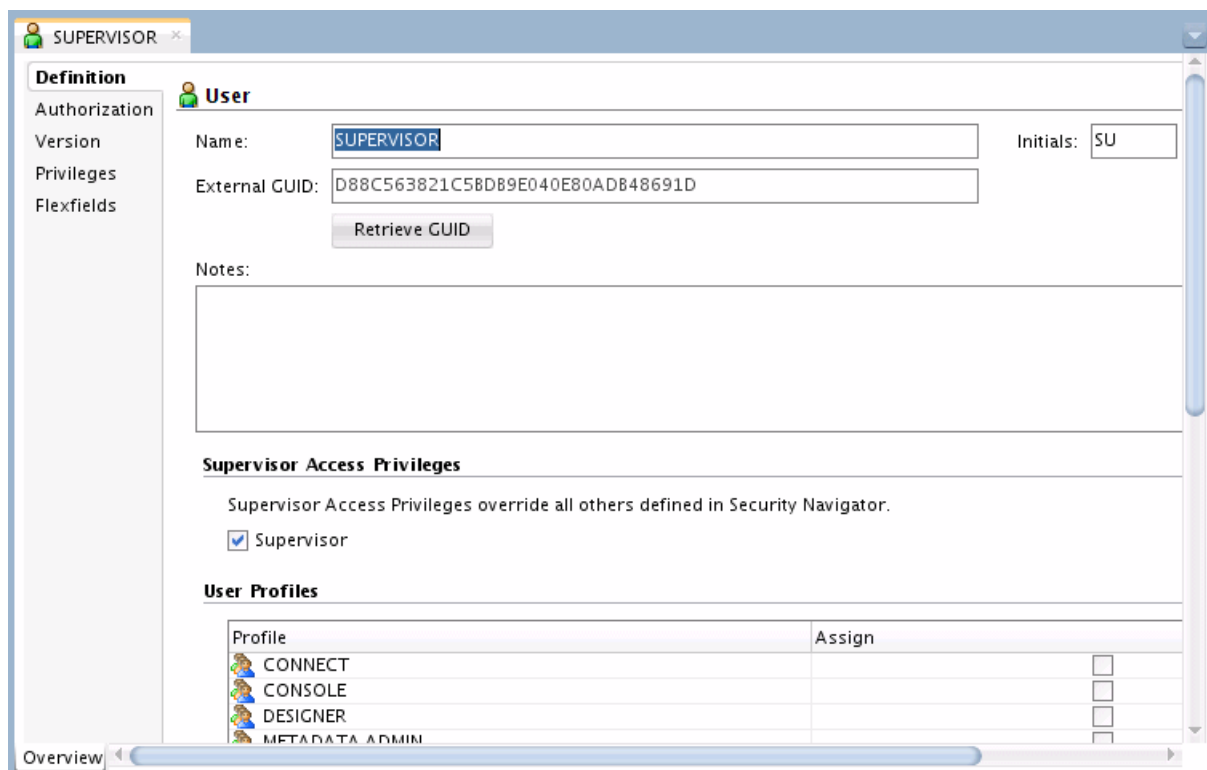 SUPERVISOR
Definition
Authorization
Version
Privileges
Flexfields
User
Name: SUPERVISOR Initials: SU
External GUID: D88C563821C5BDB9E040E80ADB48691D
Retrieve GUID
Notes:
Supervisor Access Privileges
Supervisor Access Privileges override all others defined in Security Navigator.
Supervisor
User Profiles
Profile Assign
CONNECT
CONSOLE
DESIGNER
METADATA ADMIN
Overview